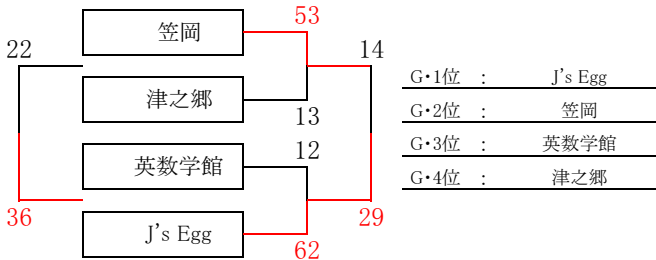 53
笠岡
22
14
津之郷
13
12
英数学館
J's Egg
36
29
62
G・1位 : J's Egg
G・2位 : 笠岡
G・3位 : 英数学館
G・4位 : 津之郷